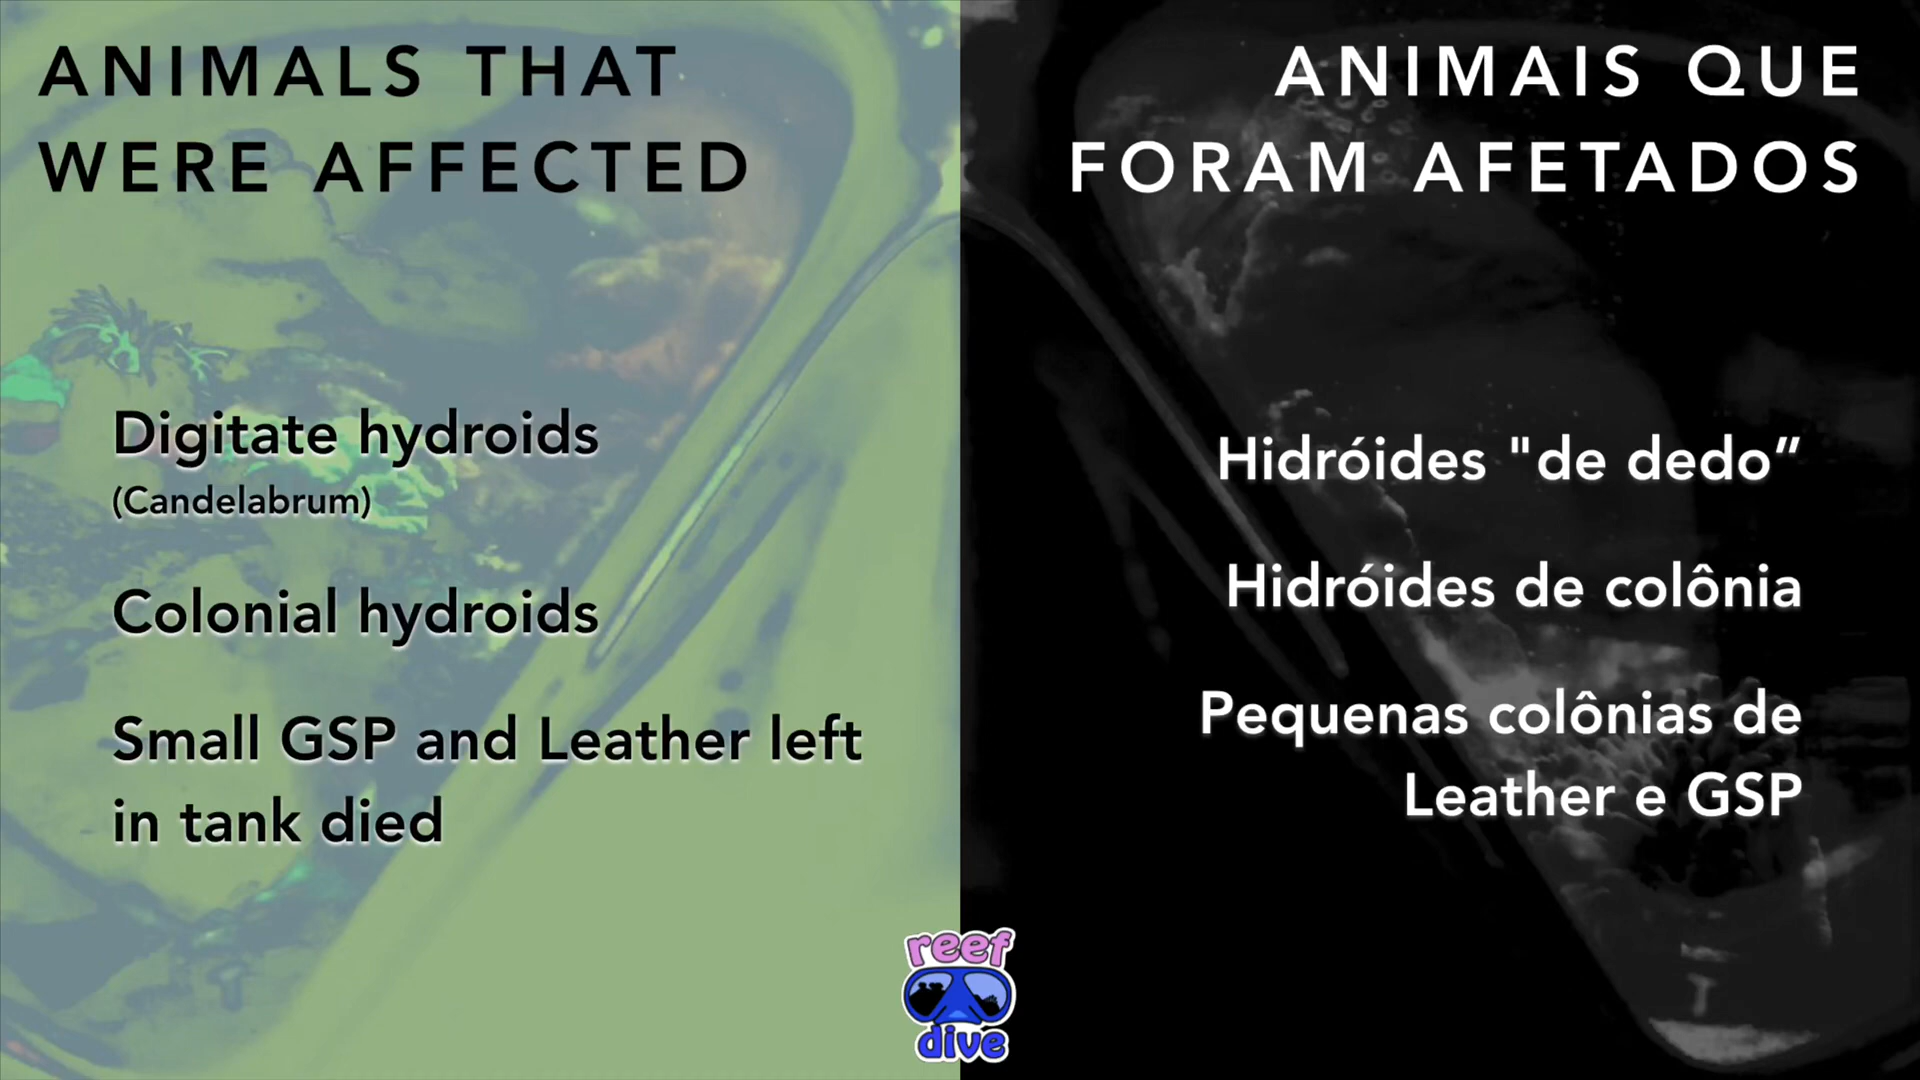 ANIMALS THAT
WERE AFFECTED
Digitate hydroids
(Candelabrum)
Colonial hydroids
Small GSP and Leather left
in tank died
ANIMAIS QUE
FORAM AFETADOS
Hidróides "de dedo”
Hidróides de colônia
Pequenas colônias de
Leather e GSP
reef
dive